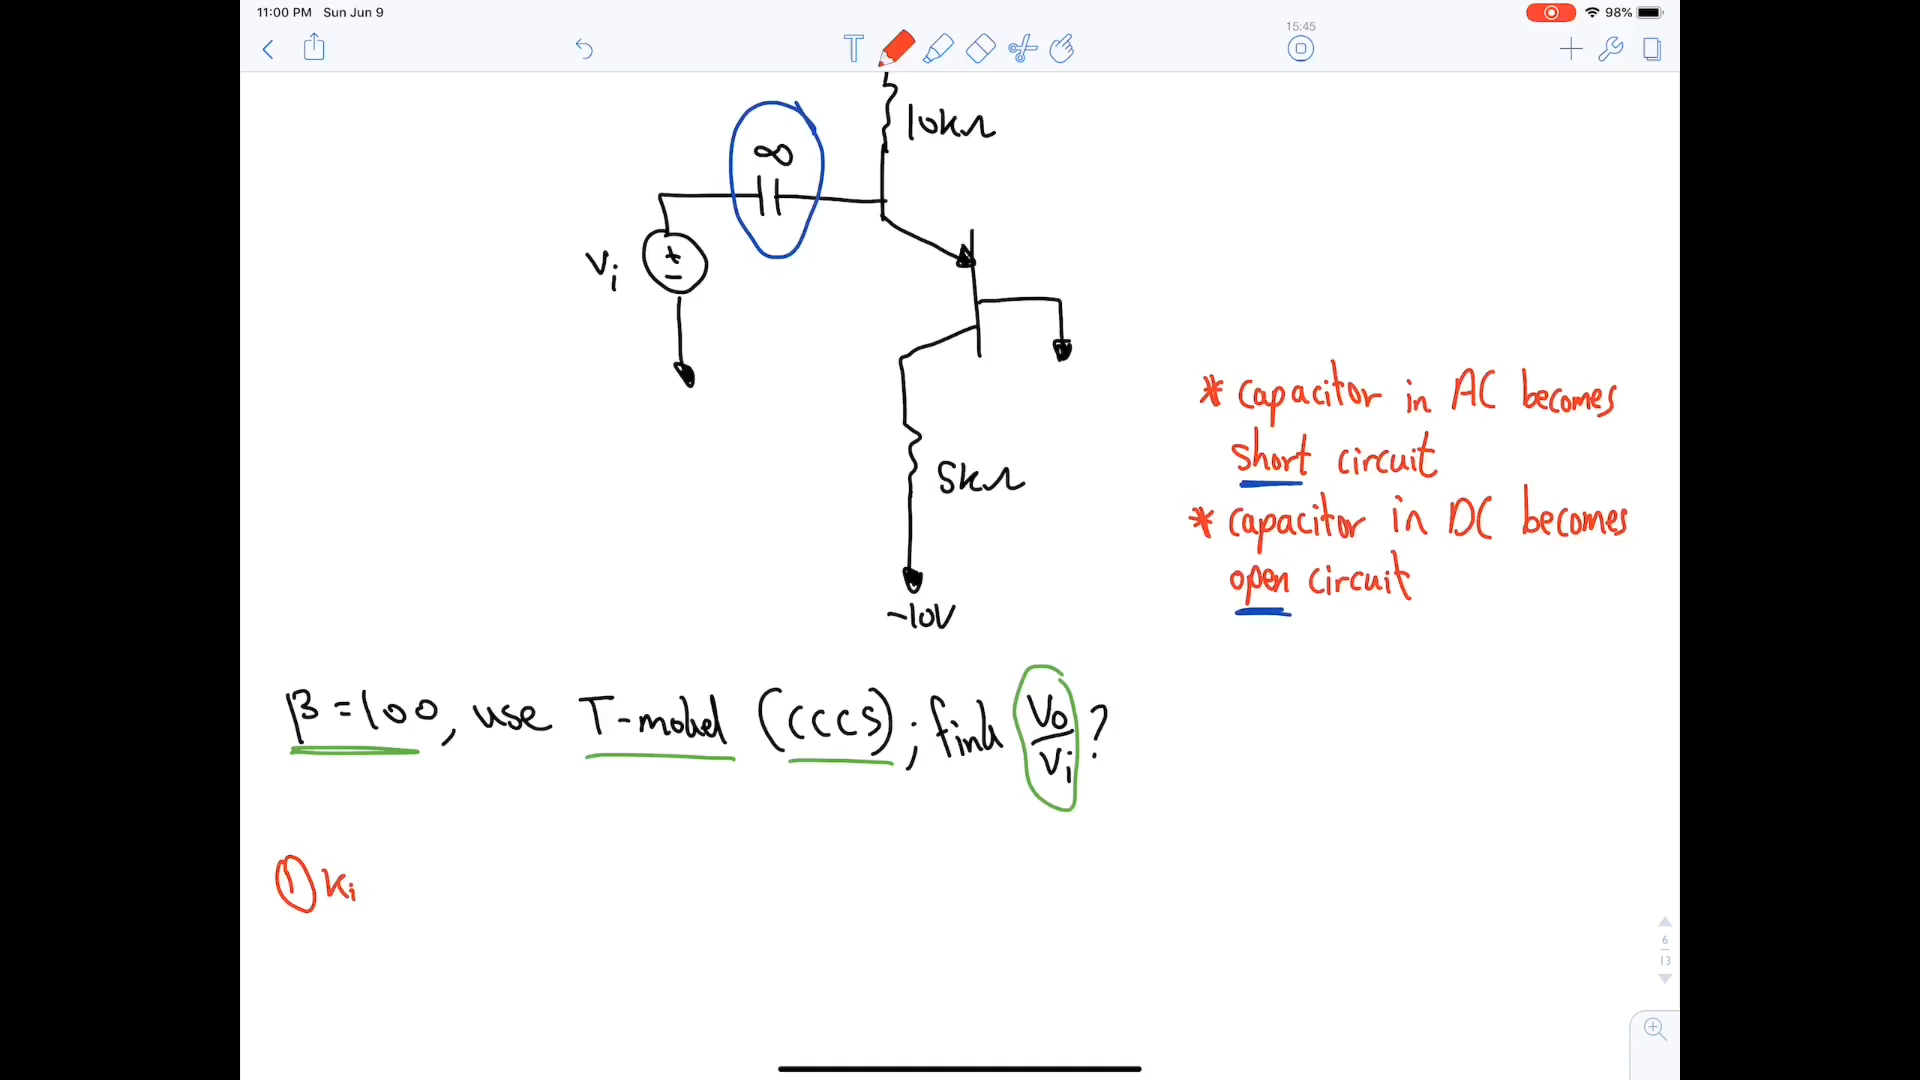 11:00 PM Sun Jun 9
98%
15:45
T
10kΩ
∞
Vi
+
−
* capacitor in AC becomes
short circuit
5kΩ
* capacitor in DC becomes
open circuit
-10V
β=100, use T-model (CCCS); find Vo/Vi?
① ki
6
13